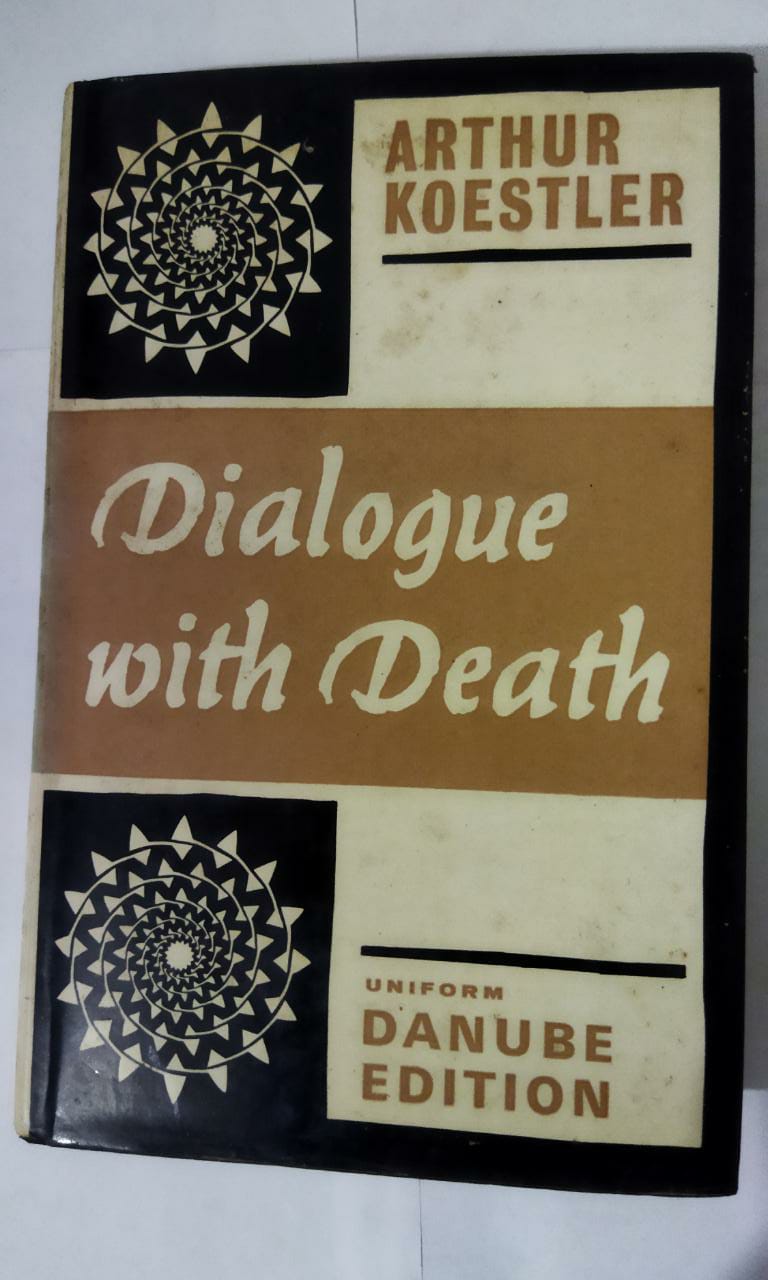 ARTHUR
KOESTLER
Dialogue
with Death
UNIFORM
DANUBE
EDITION